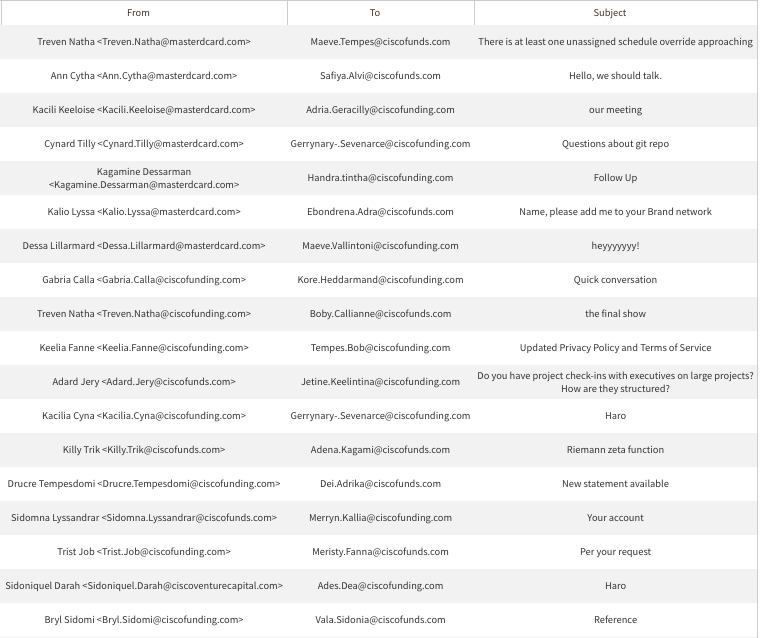 From To Subject
Treven Natha <Treven.Natha@masterdcard.com> Maeve.Tempes@ciscofunds.com There is at least one unassigned schedule override approaching
Ann Cytha <Ann.Cytha@masterdcard.com> Safiya.Alvi@ciscofunds.com Hello, we should talk.
Kacili Keeloise <Kacili.Keeloise@masterdcard.com> Adria.Geracilly@ciscofunding.com our meeting
Cynard Tilly <Cynard.Tilly@masterdcard.com> Gerrynary-.Sevenarce@ciscofunding.com Questions about git repo
Kagamine Dessarman
<Kagamine.Dessarman@masterdcard.com> Handra.tintha@ciscofunding.com Follow Up
Kalio Lyssa <Kalio.Lyssa@masterdcard.com> Ebondrena.Adra@ciscofunds.com Name, please add me to your Brand network
Dessa Lillarmard <Dessa.Lillarmard@masterdcard.com> Maeve.Vallintoni@ciscofunding.com heyyyyyyy!
Gabria Calla <Gabria.Calla@ciscofunding.com> Kore.Heddarmand@ciscofunding.com Quick conversation
Treven Natha <Treven.Natha@ciscofunding.com> Boby.Callianne@ciscofunds.com the final show
Keelia Fanne <Keelia.Fanne@ciscofunding.com> Tempes.Bob@ciscofunding.com Updated Privacy Policy and Terms of Service
Adard Jery <Adard.Jery@ciscofunds.com> Jetine.Keelintina@ciscofunding.com Do you have project check-ins with executives on large projects?
How are they structured?
Kacilia Cyna <Kacilia.Cyna@ciscofunding.com> Gerrynary-.Sevenarce@ciscofunding.com Haro
Killy Trik <Killy.Trik@ciscofunds.com> Adena.Kagami@ciscofunds.com Riemann zeta function
Drucre Tempesdomi <Drucre.Tempesdomi@ciscofunding.com> Dei.Adrika@ciscofunds.com New statement available
Sidomna Lyssandrar <Sidomna.Lyssandrar@ciscofunds.com> Merryn.Kallia@ciscofunding.com Your account
Trist Job <Trist.Job@ciscofunding.com> Meristy.Fanna@ciscofunds.com Per your request
Sidoniquel Darah <Sidoniquel.Darah@ciscoventurecapital.com> Ades.Dea@ciscofunding.com Haro
Bryl Sidomi <Bryl.Sidomi@ciscofunding.com> Vala.Sidonia@ciscofunding.com Reference